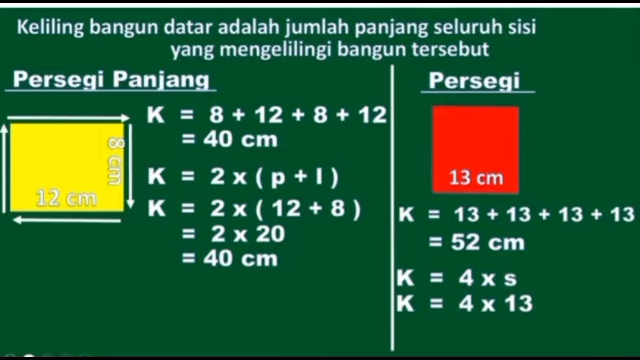 Keliling bangun datar adalah jumlah panjang seluruh sisi
yang mengelilingi bangun tersebut
Persegi Panjang
8 cm
12 cm
K = 8 + 12 + 8 + 12
= 40 cm
K = 2 x ( p + l )
K = 2 x ( 12 + 8 )
= 2 x 20
= 40 cm
Persegi
13 cm
K = 13 + 13 + 13 + 13
= 52 cm
K = 4 x s
K = 4 x 13